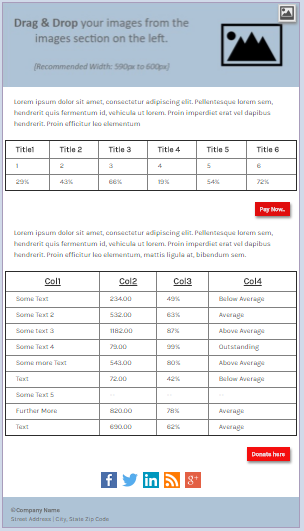 Drag & Drop your images from the
images section on the left.
[Recommended Width: 590px to 600px]
Lorem ipsum dolor sit amet, consectetur adipiscing elit. Pellentesque lorem sem,
hendrerit quis fermentum id, vehicula ut lorem. Proin imperdiet erat vel dapibus
hendrerit. Proin efficitur leo elementum
Title1 Title 2 Title 3 Title 4 Title 5 Title 6
1 2 3 4 5 6
29% 43% 66% 19% 54% 72%
Pay Now..
Lorem ipsum dolor sit amet, consectetur adipiscing elit. Pellentesque lorem sem,
hendrerit quis fermentum id, vehicula ut lorem. Proin imperdiet erat vel dapibus
hendrerit. Proin efficitur leo elementum, mattis ligula at, bibendum sem.
Col1 Col2 Col3 Col4
Some Text 234.00 49% Below Average
Some Text 2 532.00 63% Average
Some text 3 1182.00 87% Above Average
Some Text 4 79.00 99% Outstanding
Some more Text 543.00 80% Above Average
Text 72.00 42% Below Average
Some Text 5
Further More 820.00 78% Average
Text 690.00 62% Average
Donate here
f in g+
©Company Name
Street Address | City, State Zip Code